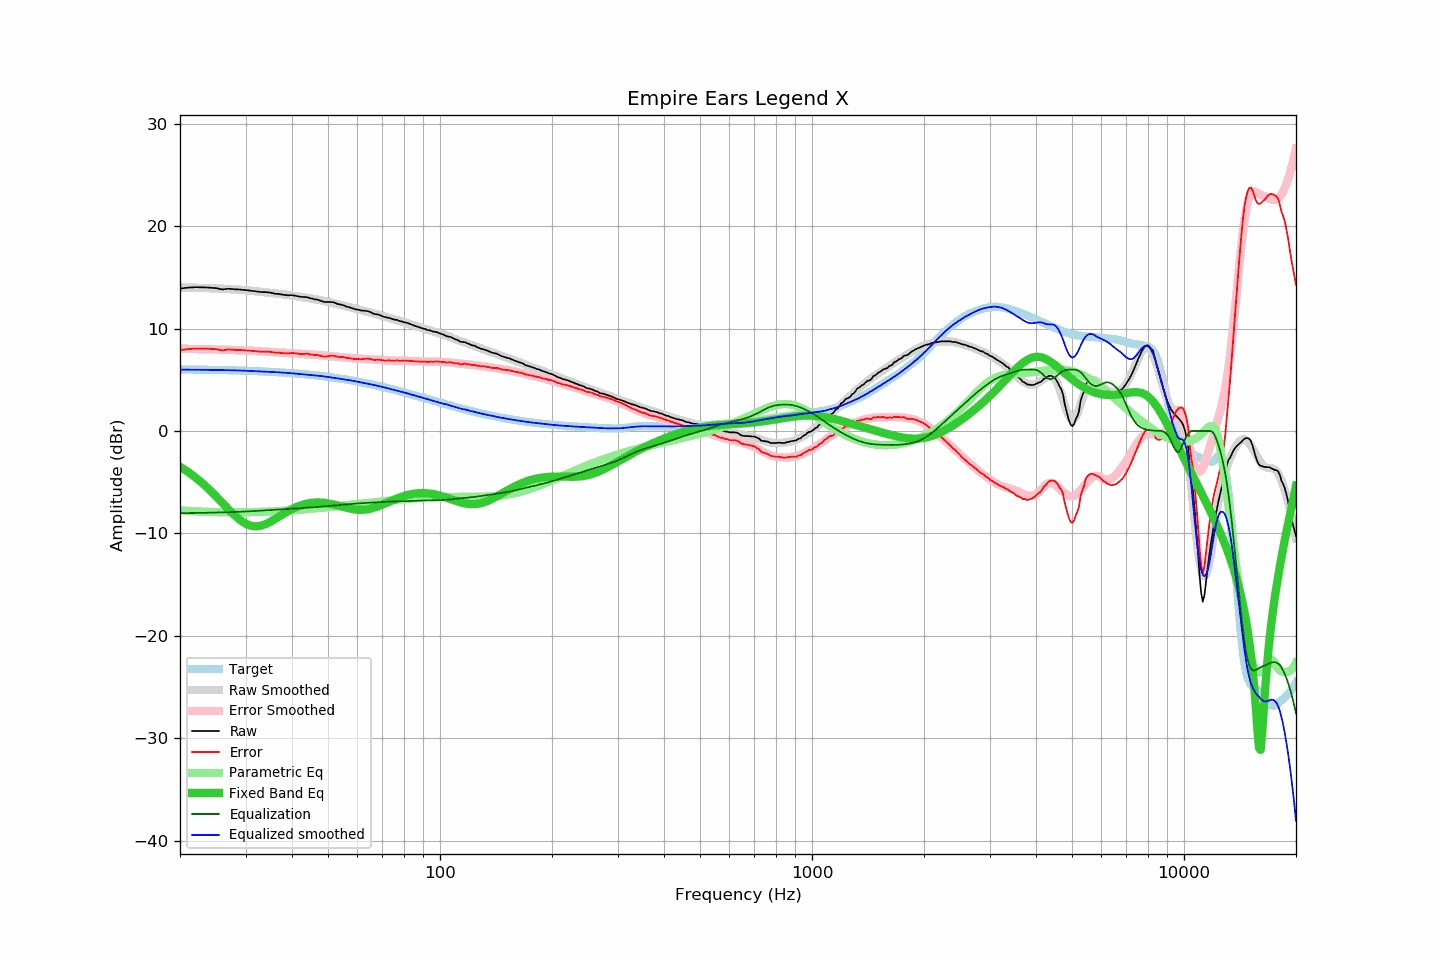 Empire Ears Legend X
30
20
10
0
−10
−20
−30
−40
Amplitude (dBr)
Target
Raw Smoothed
Error Smoothed
Raw
Error
Parametric Eq
Fixed Band Eq
Equalization
Equalized smoothed
100
1000
10000
Frequency (Hz)